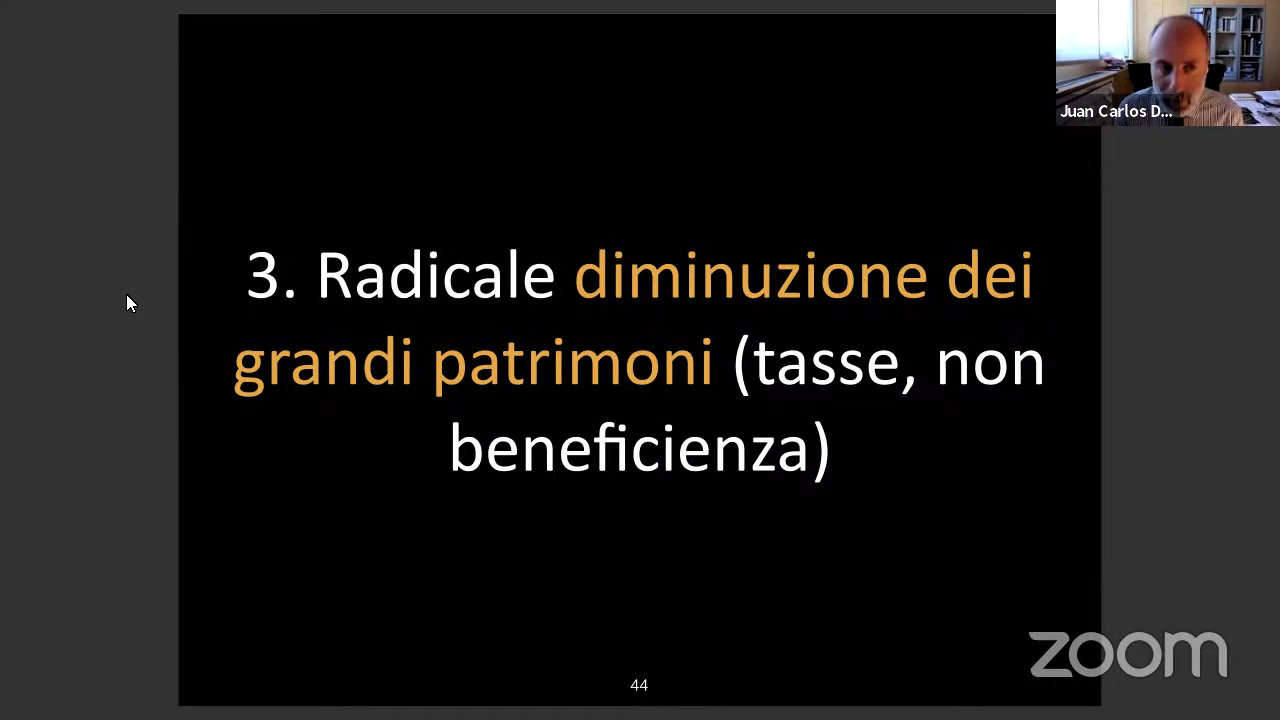 Juan Carlos D...
3. Radicale diminuzione dei
grandi patrimoni (tasse, non
beneficienza)
zoom
44